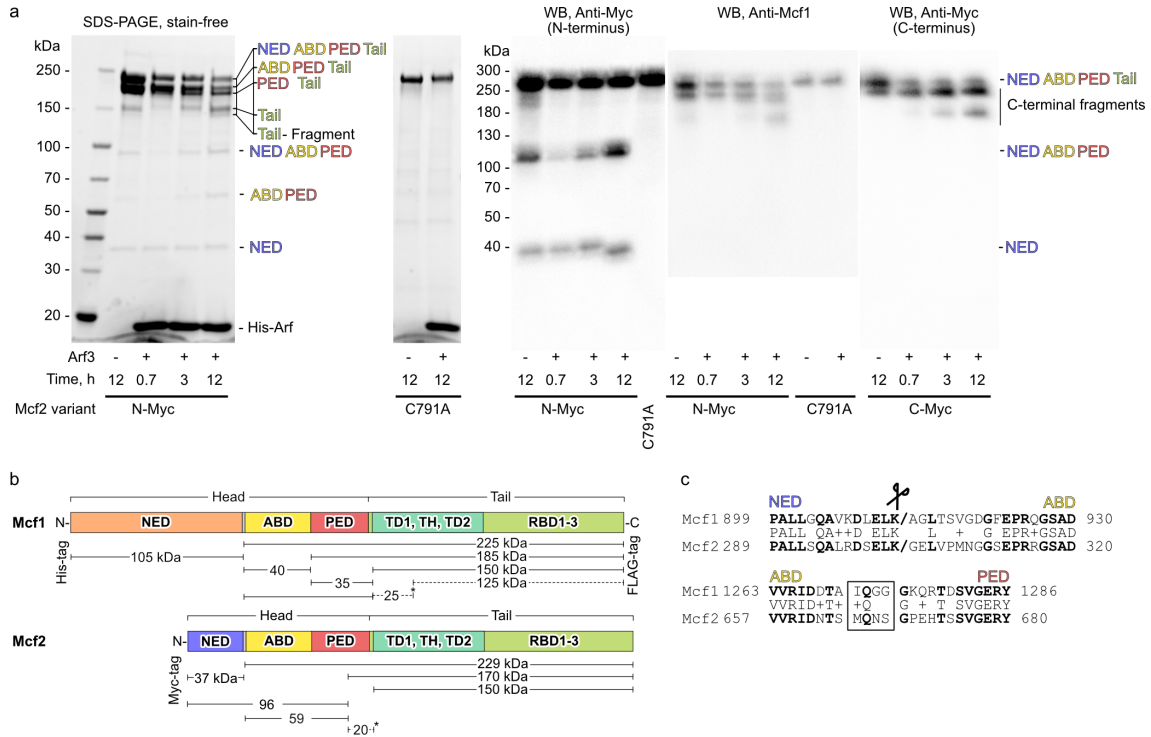 a
SDS-PAGE, stain-free
WB, Anti-Myc
(N-terminus)
WB, Anti-Mcf1
WB, Anti-Myc
(C-terminus)
kDa
250 -
150 -
100 -
70 -
50 -
40 -
30 -
20 -
NED ABD PED Tail
ABD PED Tail
PED Tail
Tail
Tail - Fragment
- NED ABD PED
- ABD PED
- NED
- His-Arf
kDa
300 -
250 -
180 -
130 -
100 -
70 -
50 -
40 -
- NED ABD PED Tail
C-terminal fragments
- NED ABD PED
- NED
Arf3 - + + + - + - + + + - + + + - + - + + +
Time, h 12 0.7 3 12 12 12 12 0.7 3 12 12 0.7 3 12 12 12 12 0.7 3 12
Mcf2 variant N-Myc C791A N-Myc C791A N-Myc C791A C-Myc
b
Head Tail
Mcf1 N- NED ABD PED TD1, TH, TD2 RBD1-3 -C
His-tag
FLAG-tag
225 kDa
105 kDa 185 kDa
40 150 kDa
35 125 kDa
25 *
Head Tail
Mcf2 N- NED ABD PED TD1, TH, TD2 RBD1-3
Myc-tag
229 kDa
37 kDa 170 kDa
150 kDa
96
59
20 *
c
NED ABD
Mcf1 899 PALLGQAVKDLELK/AGLTSVGDGFEPRQGSAD 930
PALL QA++D ELK L + G EPR+GSAD
Mcf2 289 PALLSQALRDSELK/GELVPMNGGSEPRRGSAD 320
ABD PED
Mcf1 1263 VVRIDDTA IQGG GKQRTDSVGERY 1286
VVRID+T+ +Q G + T SVGERY
Mcf2 657 VVRIDNTS MQNS GPEHTSSVGERY 680